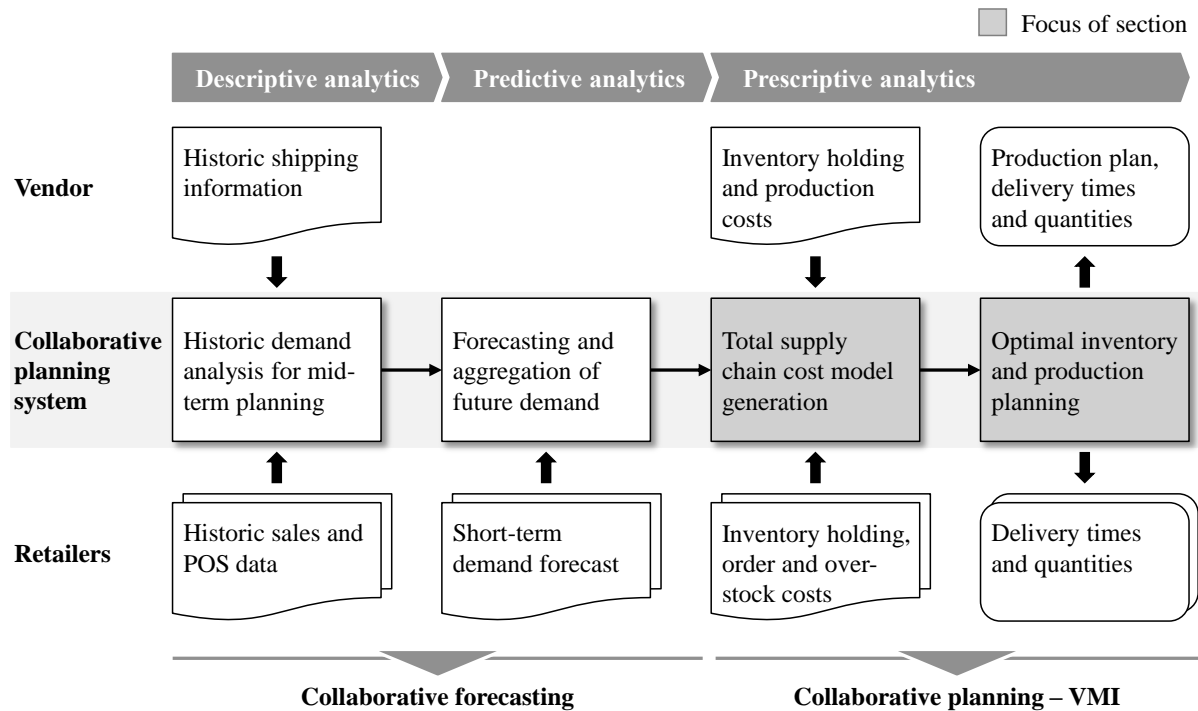 Focus of section
Descriptive analytics
Predictive analytics
Prescriptive analytics
Vendor
Historic shipping
information
Inventory holding
and production
costs
Production plan,
delivery times
and quantities
Collaborative
planning
system
Historic demand
analysis for mid-
term planning
Forecasting and
aggregation of
future demand
Total supply
chain cost model
generation
Optimal inventory
and production
planning
Retailers
Historic sales and
POS data
Short-term
demand forecast
Inventory holding,
order and over-
stock costs
Delivery times
and quantities
Collaborative forecasting
Collaborative planning – VMI